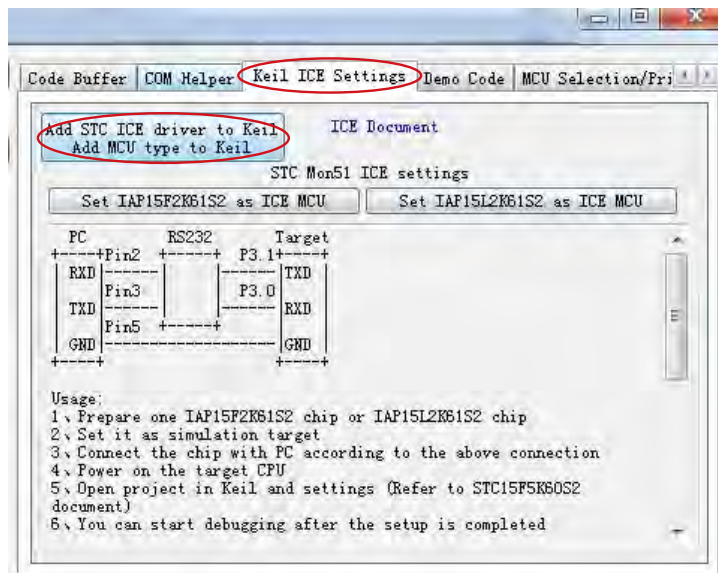 Code Buffer COM Helper Keil ICE Settings Demo Code MCU Selection/Pri
Add STC ICE driver to Keil
Add MCU type to Keil
ICE Document
STC Mon51 ICE settings
Set IAP15F2K61S2 as ICE MCU Set IAP15L2K61S2 as ICE MCU
PC RS232 Target
+----+Pin2 +-----+ P3.1+----+
| RXD |------| |------|TXD |
|Pin3 | | P3.0 | |
| TXD |------| |------| RXD |
|Pin5 +-----+ | |
| GND |--------------------|GND |
+----+ +----+
Usage:
1、Prepare one IAP15F2K61S2 chip or IAP15L2K61S2 chip
2、Set it as simulation target
3、Connect the chip with PC according to the above connection
4、Power on the target CPU
5、Open project in Keil and settings (Refer to STC15F5K60S2
document)
6、You can start debugging after the setup is completed